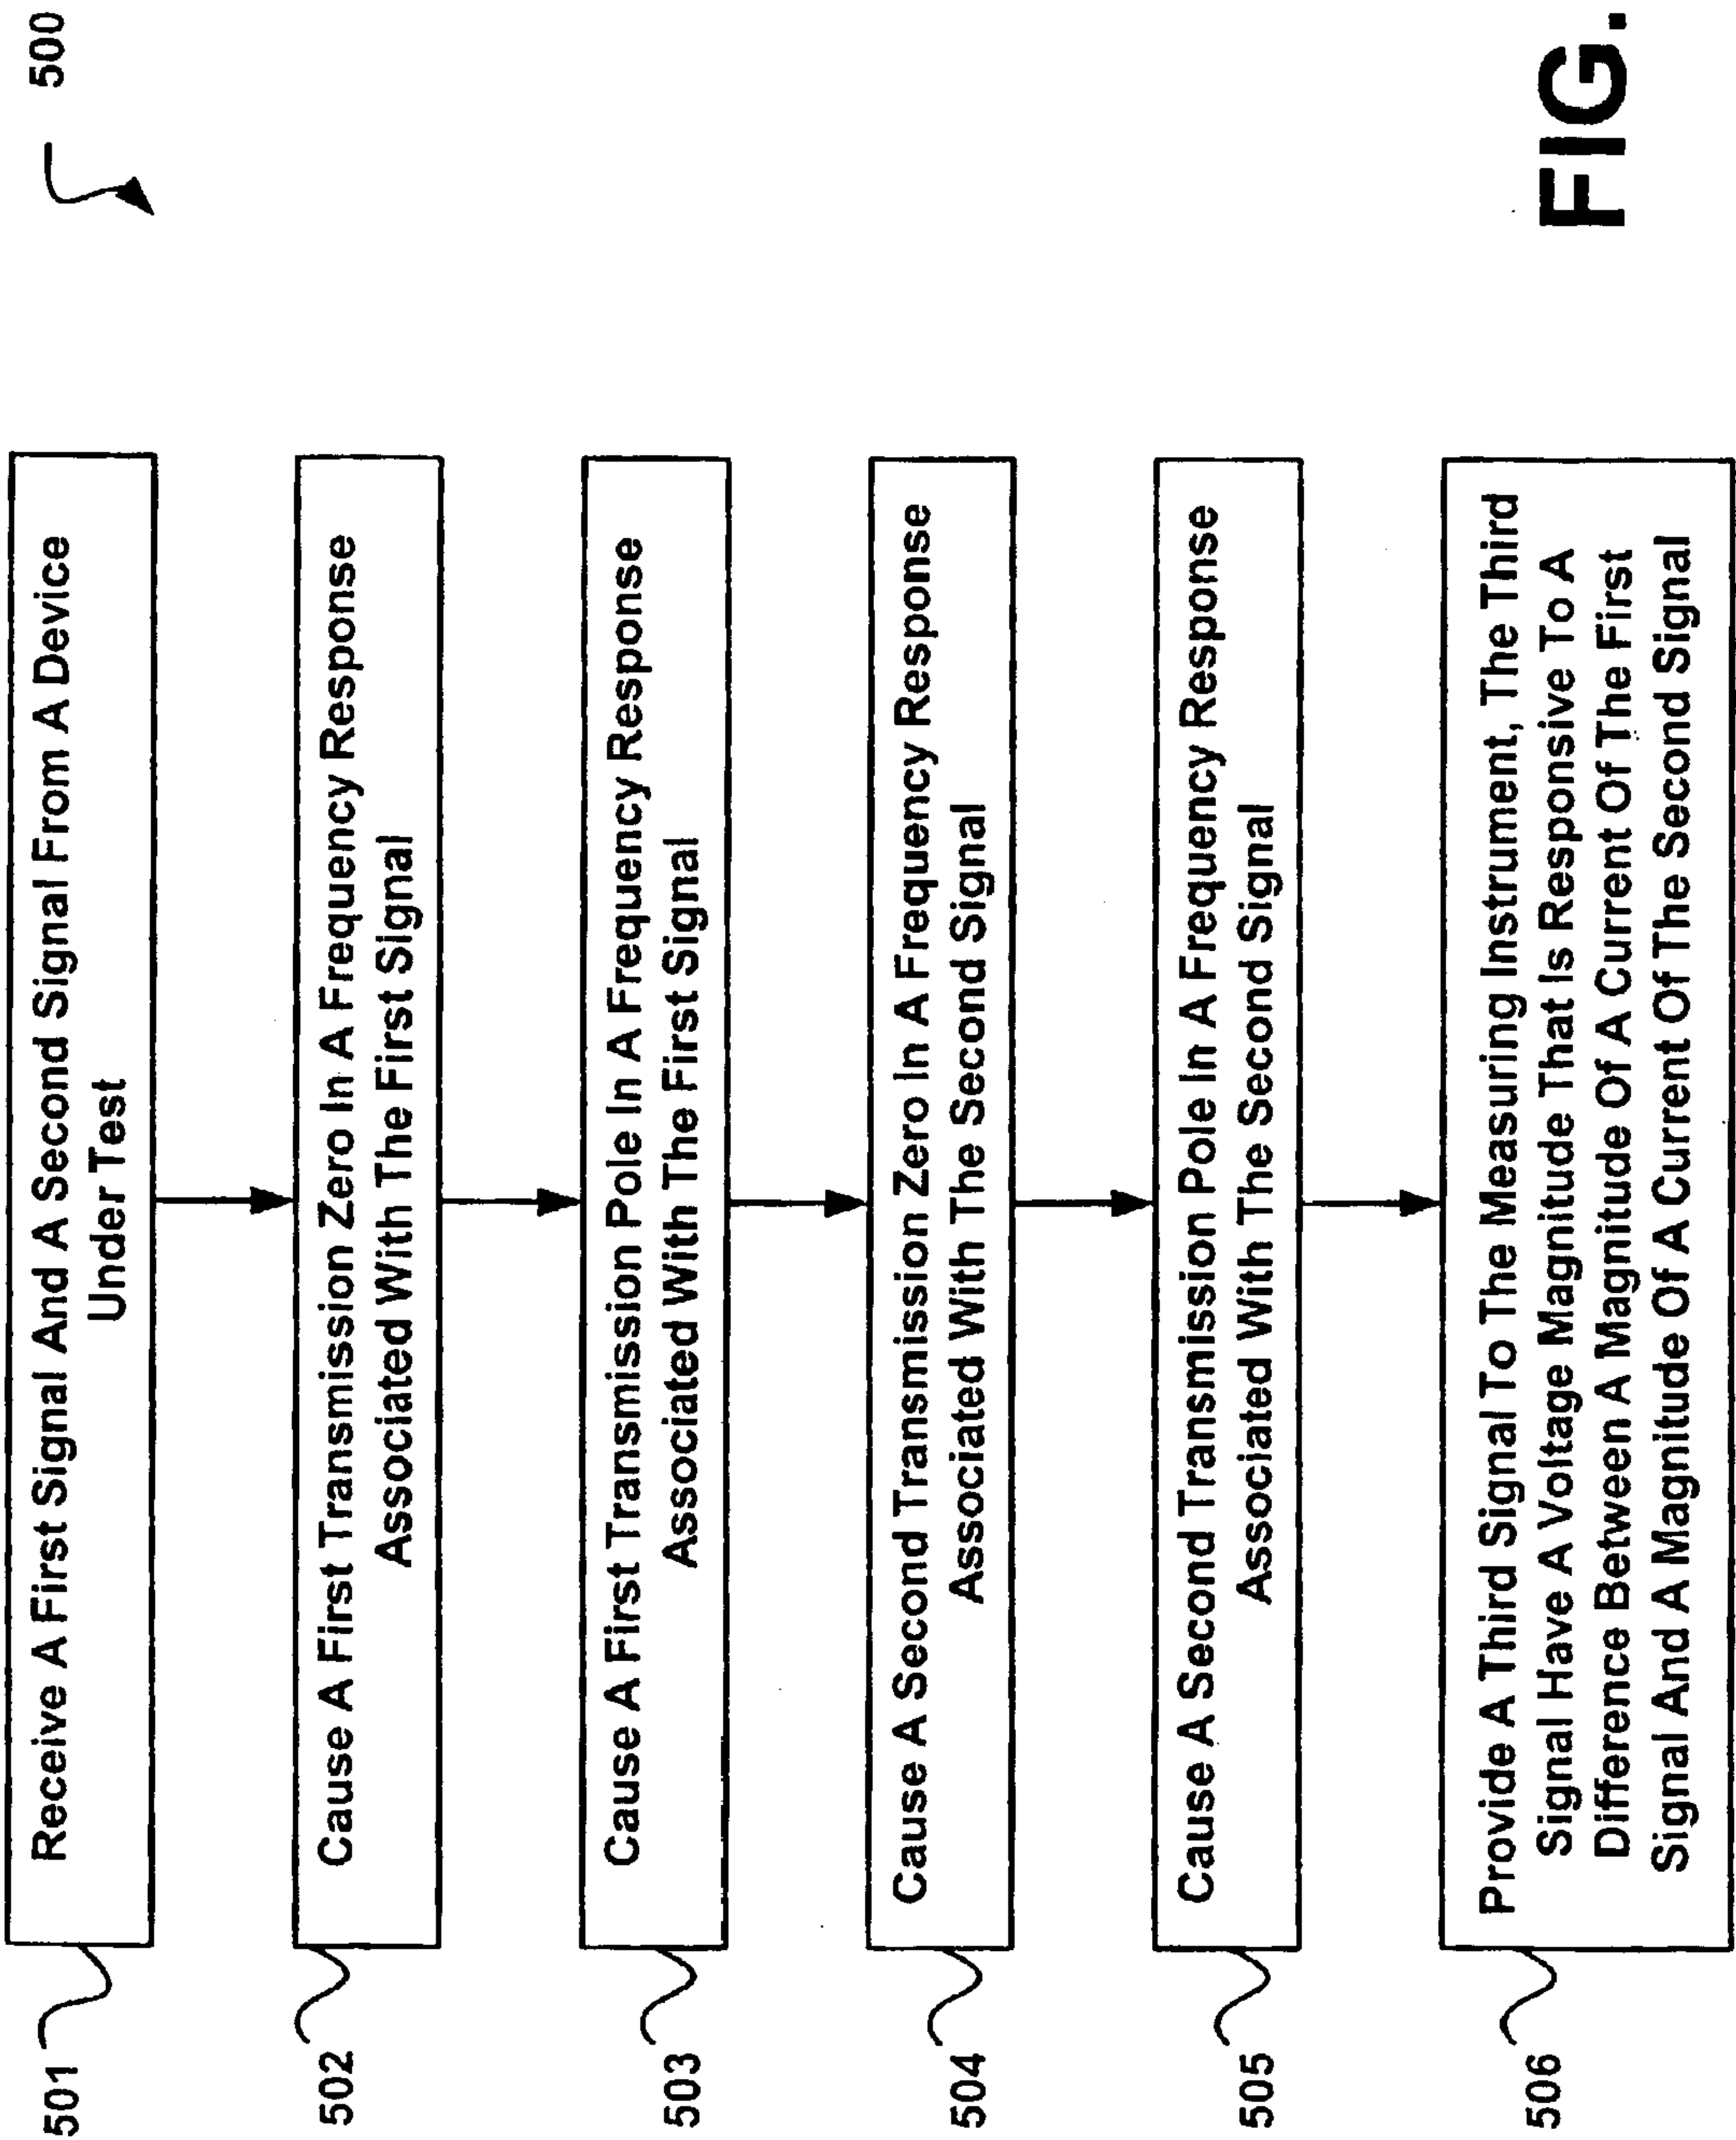 500
501
Receive A First Signal And A Second Signal From A Device
Under Test
502
Cause A First Transmission Zero In A Frequency Response
Associated With The First Signal
503
Cause A First Transmission Pole In A Frequency Response
Associated With The First Signal
504
Cause A Second Transmission Zero In A Frequency Response
Associated With The Second Signal
505
Cause A Second Transmission Pole In A Frequency Response
Associated With The Second Signal
506
Provide A Third Signal To The Measuring Instrument, The Third
Signal Have A Voltage Magnitude That Is Responsive To A
Difference Between A Magnitude Of A Current Of The First
Signal And A Magnitude Of A Current Of The Second Signal
FIG.